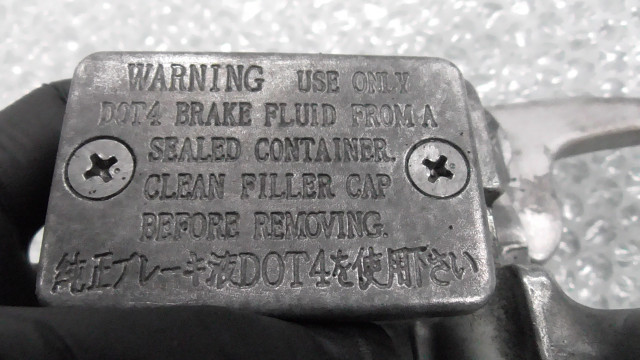 WARNING USE ONLY
DOT4 BRAKE FLUID FROM A
SEALED CONTAINER.
CLEAN FILLER CAP
BEFORE REMOVING.
純正ブレーキ液DOT4を使用下さい